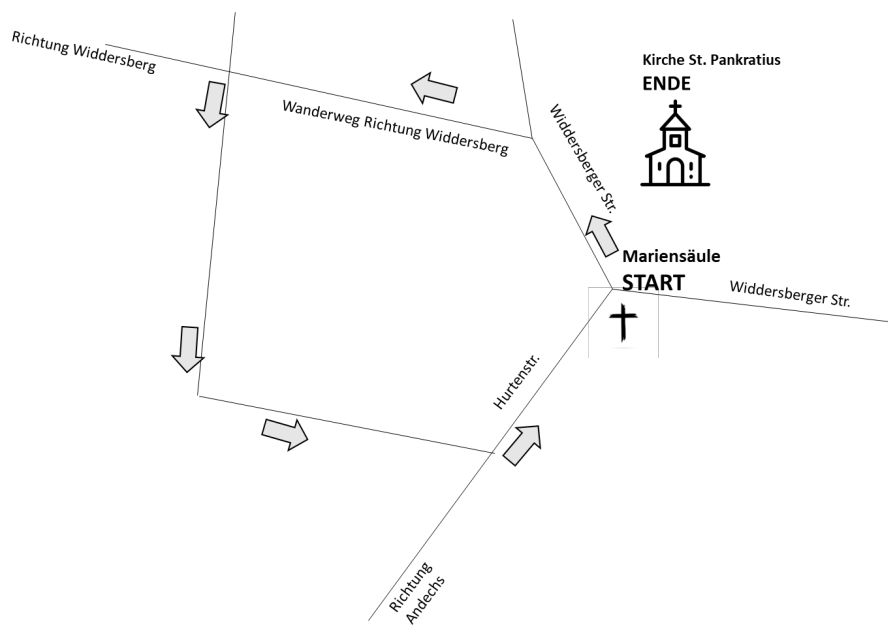 Richtung Widdersberg
Wanderweg Richtung Widdersberg
Widdersberger Str.
Kirche St. Pankratius
ENDE
Mariensäule
START
Widdersberger Str.
Hurtenstr.
Richtung
Andechs